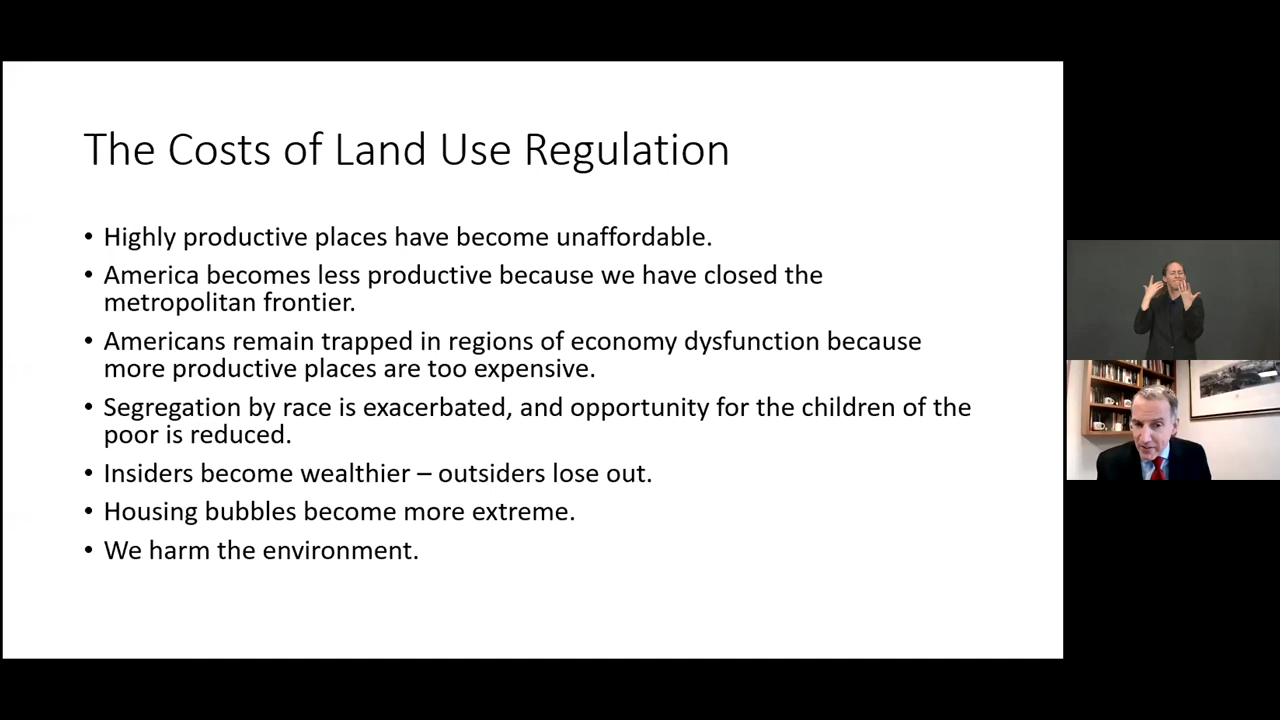 The Costs of Land Use Regulation
• Highly productive places have become unaffordable.
• America becomes less productive because we have closed the
metropolitan frontier.
• Americans remain trapped in regions of economy dysfunction because
more productive places are too expensive.
• Segregation by race is exacerbated, and opportunity for the children of the
poor is reduced.
• Insiders become wealthier – outsiders lose out.
• Housing bubbles become more extreme.
• We harm the environment.